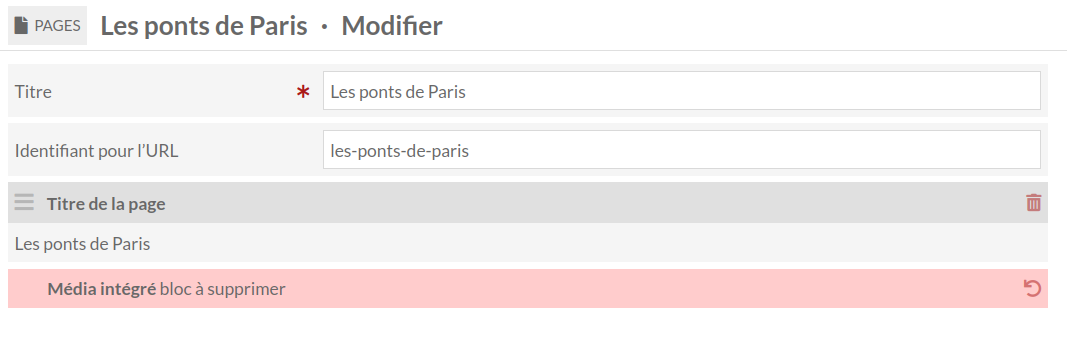 PAGES Les ponts de Paris · Modifier
Titre * Les ponts de Paris
Identifiant pour l’URL les-ponts-de-paris
Titre de la page
Les ponts de Paris
Média intégré bloc à supprimer